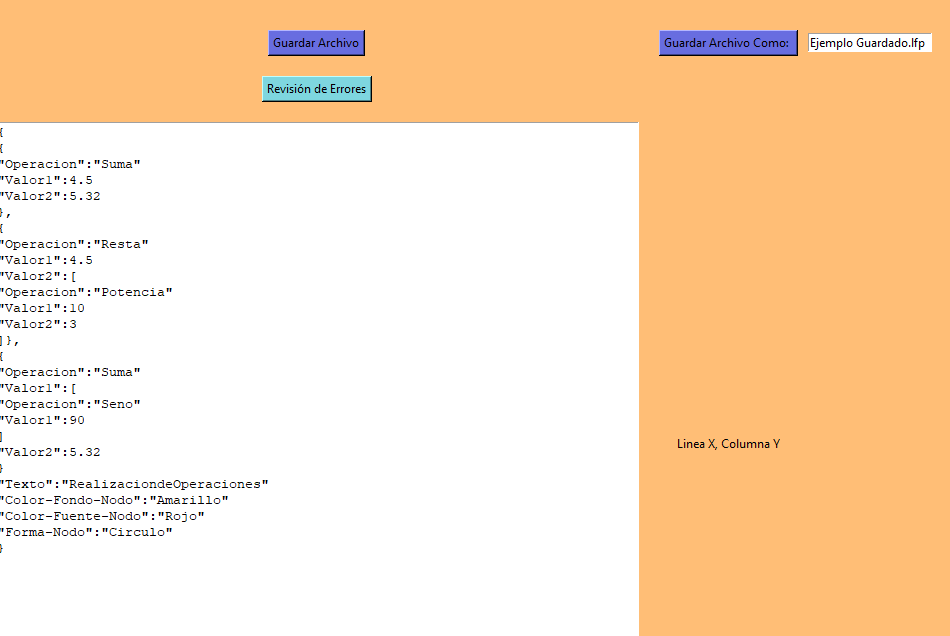 Guardar Archivo
Guardar Archivo Como:
Ejemplo Guardado.lfp
Revisión de Errores
{
{
"Operacion":"Suma"
"Valor1":4.5
"Valor2":5.32
},
{
"Operacion":"Resta"
"Valor1":4.5
"Valor2":[
"Operacion":"Potencia"
"Valor1":10
"Valor2":3
]},
{
"Operacion":"Suma"
"Valor1":[
"Operacion":"Seno"
"Valor1":90
]
"Valor2":5.32
}
"Texto":"RealizaciondeOperaciones"
"Color-Fondo-Nodo":"Amarillo"
"Color-Fuente-Nodo":"Rojo"
"Forma-Nodo":"Circulo"
}
Linea X, Columna Y